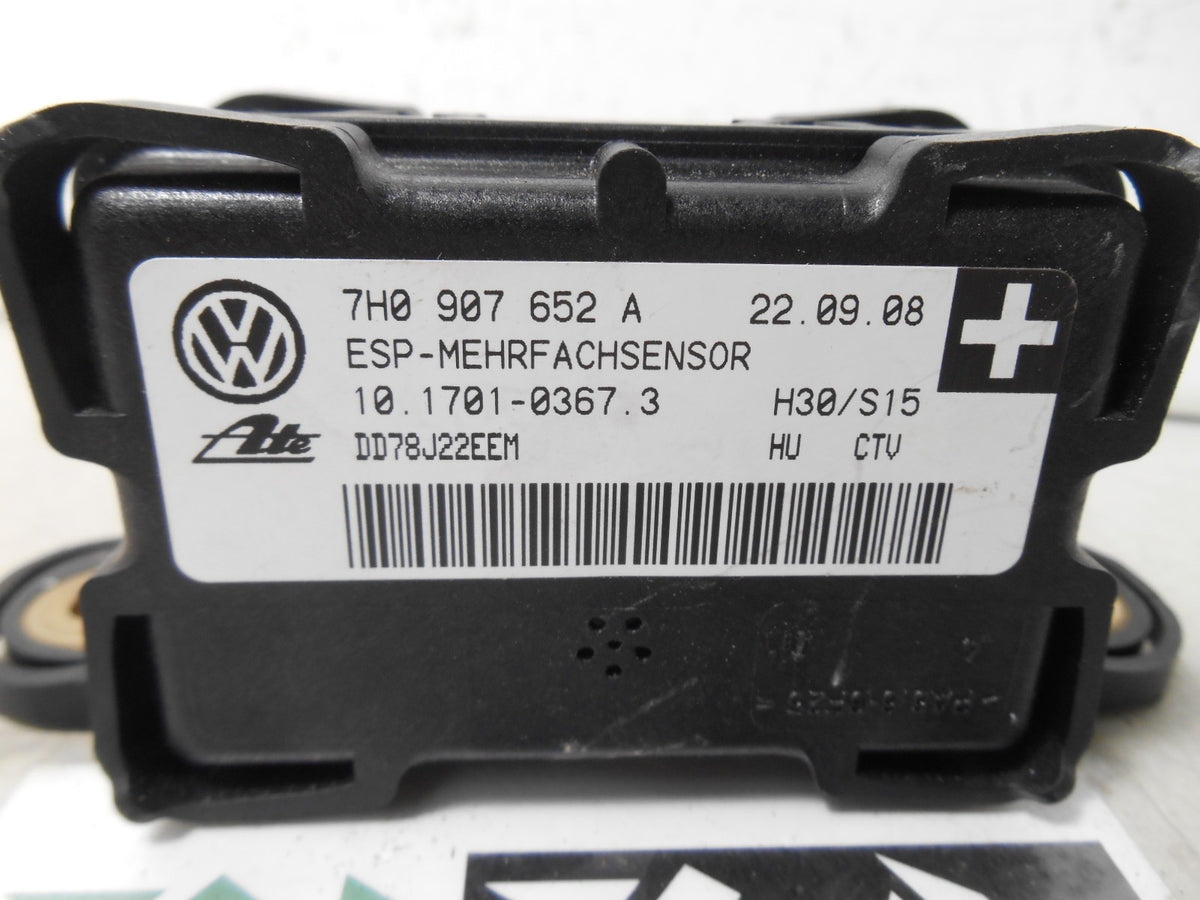 7H0 907 652 A 22.09.08
ESP-MEHRFACHSENSOR
10.1701-0367.3 H30/S15
Ate DD78J22EEM HU CTV